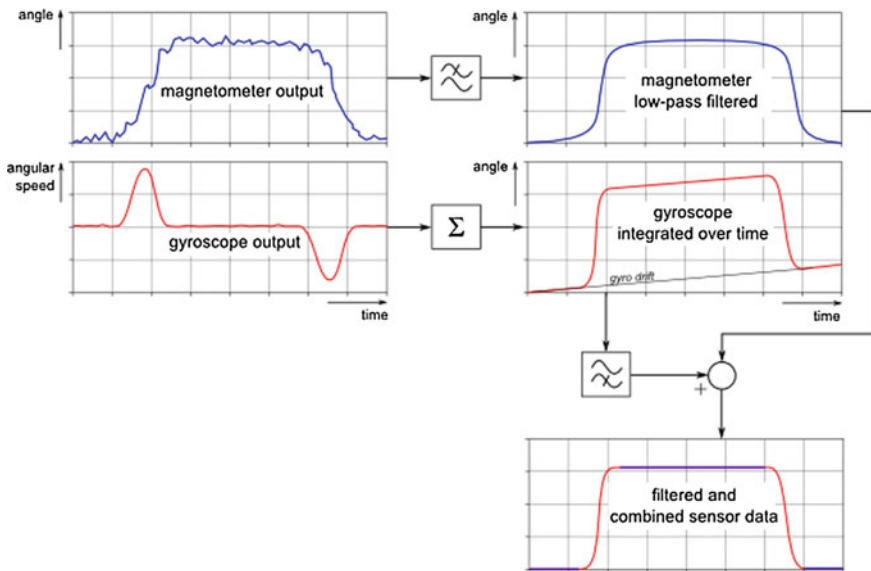 angle
magnetometer output
angle
magnetometer
low-pass filtered
angular
speed
gyroscope output
time
Σ
angle
gyroscope
integrated over time
gyro drift
time
+
filtered and
combined sensor data